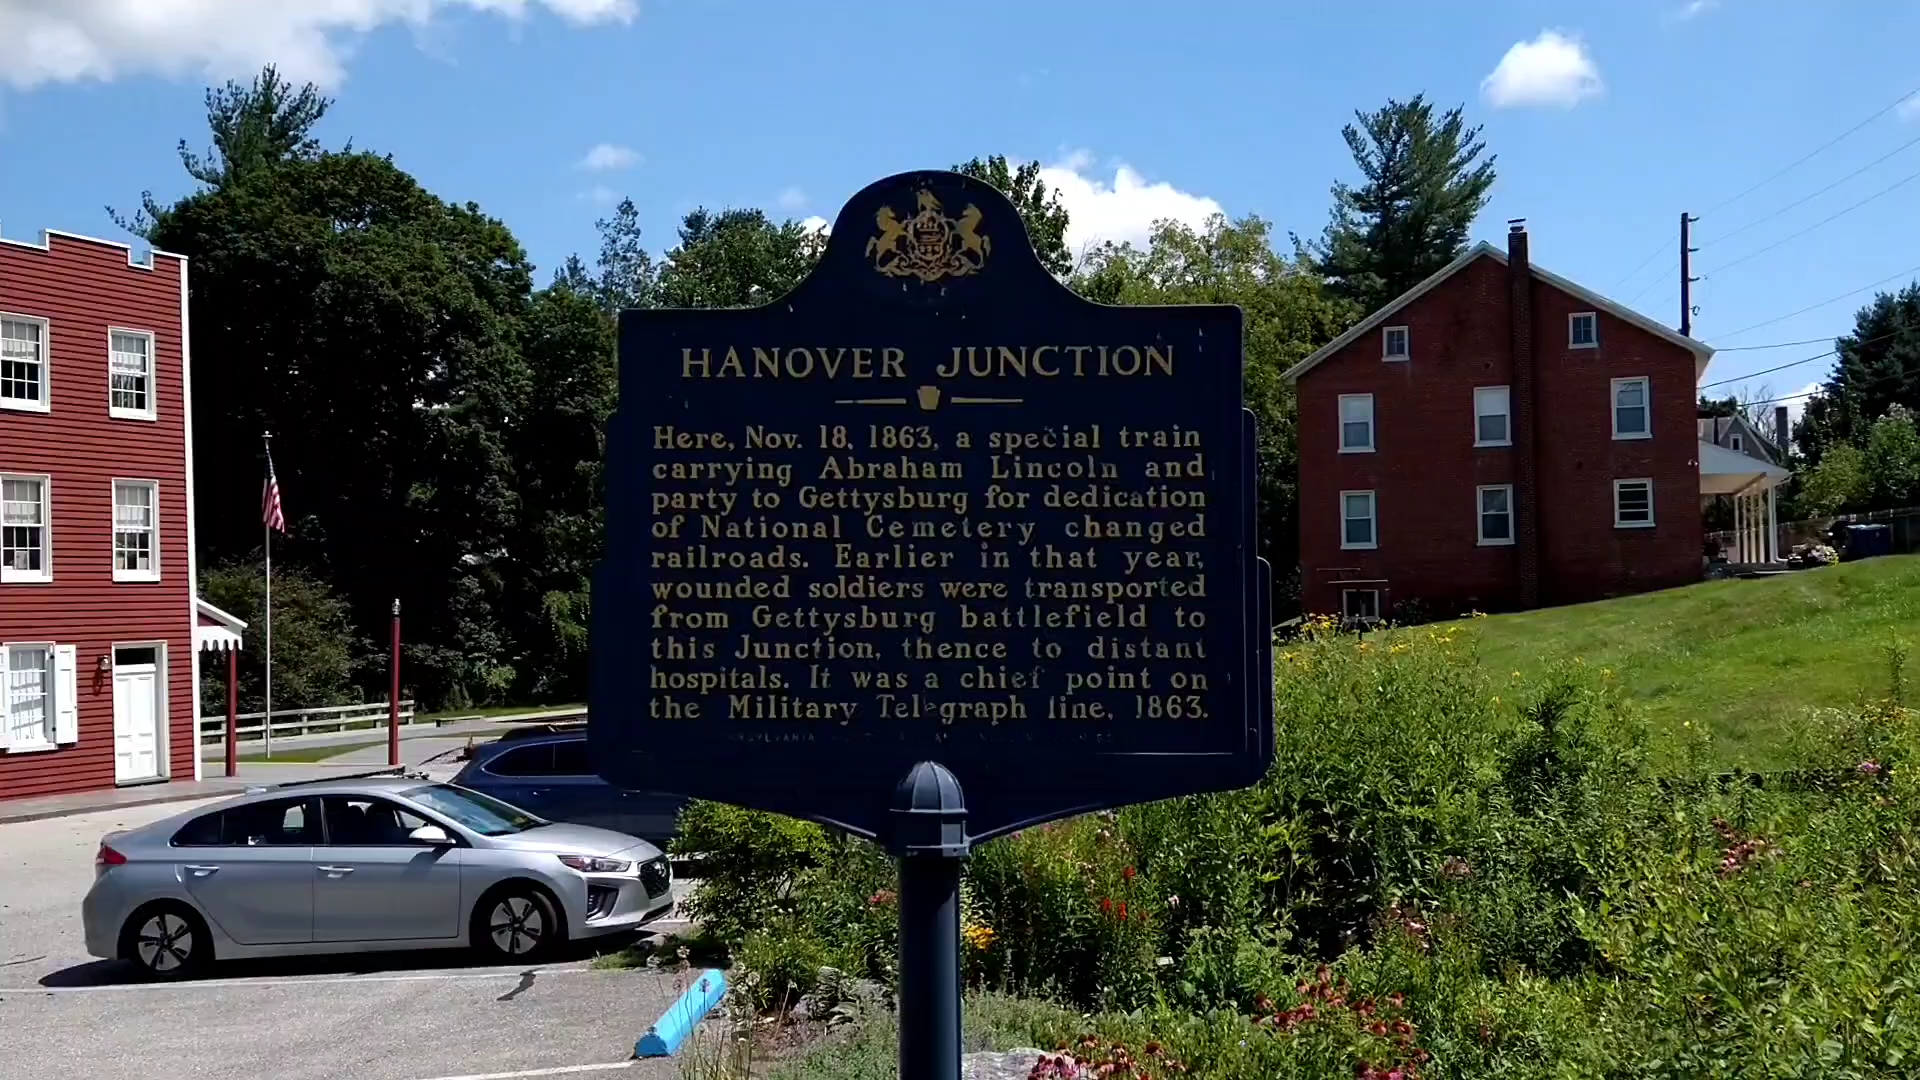 HANOVER JUNCTION
Here, Nov. 18, 1863, a special train
carrying Abraham Lincoln and
party to Gettysburg for dedication
of National Cemetery changed
railroads. Earlier in that year,
wounded soldiers were transported
from Gettysburg battlefield to
this Junction, thence to distant
hospitals. It was a chief point on
the Military Telegraph line, 1863.